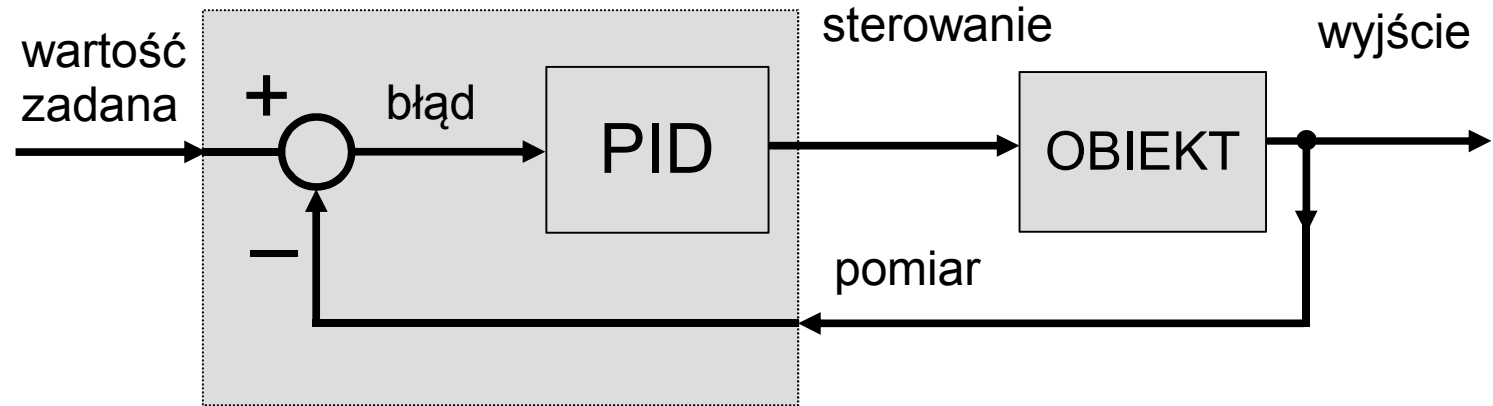 wartość
zadana
+
błąd
PID
−
sterowanie
OBIEKT
wyjście
pomiar